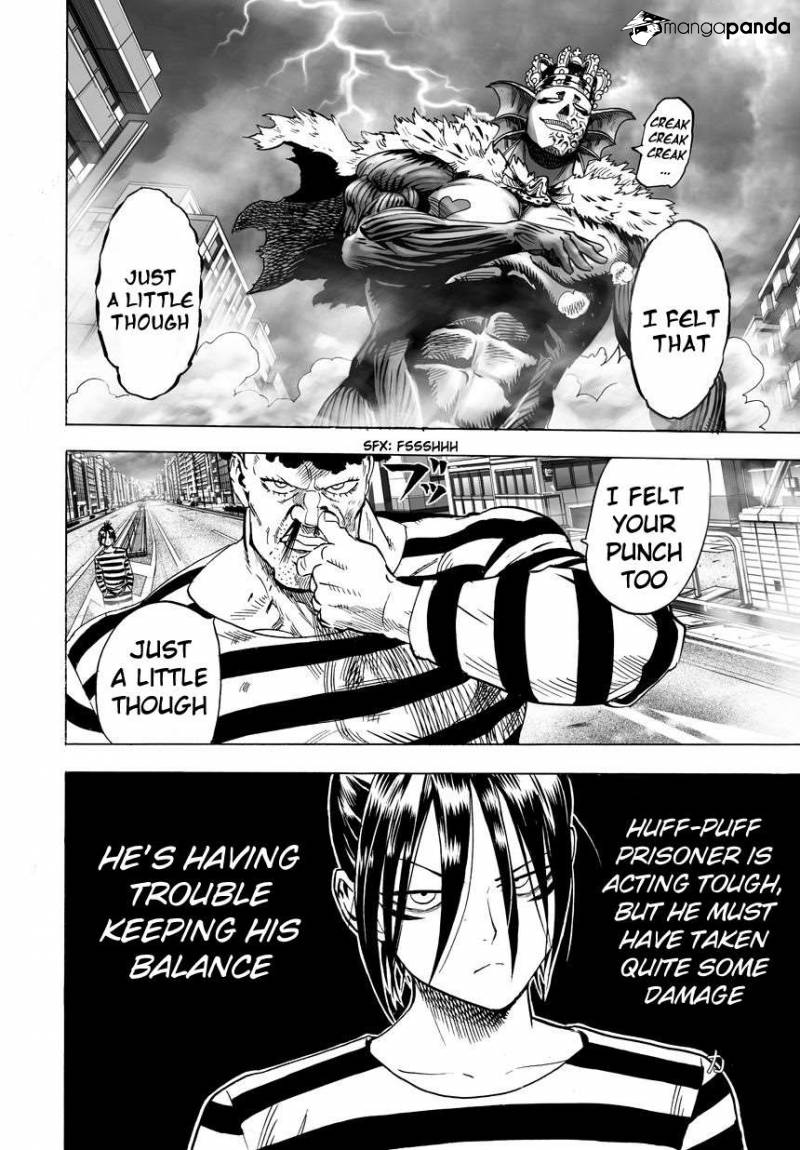 mangapanda
CREAK
CREAK
CREAK
...
I FELT
THAT
JUST
A LITTLE
THOUGH
SFX: FSSSHHH
ブッ
I FELT
YOUR
PUNCH
TOO
JUST
A LITTLE
THOUGH
HUFF-PUFF
PRISONER IS
ACTING TOUGH,
BUT HE MUST
HAVE TAKEN
QUITE SOME
DAMAGE
HE'S HAVING
TROUBLE
KEEPING HIS
BALANCE